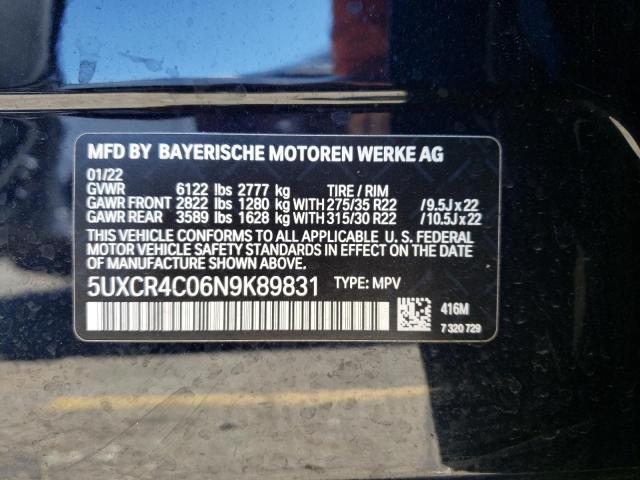 MFD BY BAYERISCHE MOTOREN WERKE AG
01/22
GVWR 6122 lbs 2777 kg TIRE / RIM
GAWR FRONT 2822 lbs 1280 kg WITH 275/35 R22 /9.5J x 22
GAWR REAR 3589 lbs 1628 kg WITH 315/30 R22 /10.5J x 22
THIS VEHICLE CONFORMS TO ALL APPLICABLE U. S. FEDERAL
MOTOR VEHICLE SAFETY STANDARDS IN EFFECT ON THE DATE
OF MANUFACTURE SHOWN ABOVE.
5UXCR4C06N9K89831 TYPE: MPV
416M
7 320 729